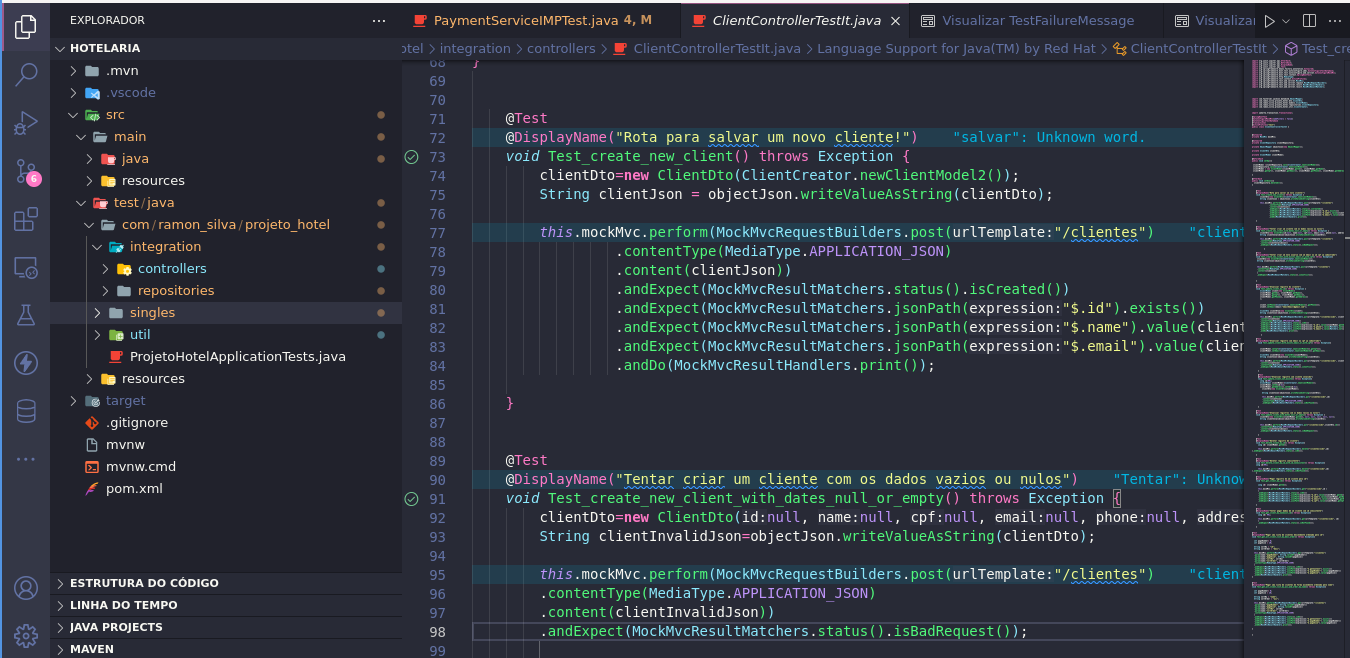 EXPLORADOR
PaymentServiceIMPTest.java 4, M
ClientControllerTestIt.java
Visualizar TestFailureMessage
Visualizar
HOTELARIA
.mvn
.vscode
src
main
java
resources
test/java
com/ramon_silva/projeto_hotel
integration
controllers
repositories
singles
util
ProjetoHotelApplicationTests.java
resources
target
.gitignore
mvnw
mvnw.cmd
pom.xml
ESTRUTURA DO CÓDIGO
LINHA DO TEMPO
JAVA PROJECTS
MAVEN
6
otel > integration > controllers > ClientControllerTestIt.java > Language Support for Java(TM) by Red Hat > ClientControllerTestIt > Test_cre
68 }
69
70
71 @Test
72 @DisplayName("Rota para salvar um novo cliente!") "salvar": Unknown word.
73 void Test_create_new_client() throws Exception {
74 clientDto=new ClientDto(ClientCreator.newClientModel2());
75 String clientJson = objectJson.writeValueAsString(clientDto);
76
77 this.mockMvc.perform(MockMvcRequestBuilders.post(urlTemplate:"/clientes") "client
78 .contentType(MediaType.APPLICATION_JSON)
79 .content(clientJson))
80 .andExpect(MockMvcResultMatchers.status().isCreated())
81 .andExpect(MockMvcResultMatchers.jsonPath(expression:"$.id").exists())
82 .andExpect(MockMvcResultMatchers.jsonPath(expression:"$.name").value(client
83 .andExpect(MockMvcResultMatchers.jsonPath(expression:"$.email").value(clie
84 .andDo(MockMvcResultHandlers.print());
85
86 }
87
88
89 @Test
90 @DisplayName("Tentar criar um cliente com os dados vazios ou nulos") "Tentar": Unknow
91 void Test_create_new_client_with_dates_null_or_empty() throws Exception {
92 clientDto=new ClientDto(id:null, name:null, cpf:null, email:null, phone:null, addres
93 String clientInvalidJson=objectJson.writeValueAsString(clientDto);
94
95 this.mockMvc.perform(MockMvcRequestBuilders.post(urlTemplate:"/clientes") "client
96 .contentType(MediaType.APPLICATION_JSON)
97 .content(clientInvalidJson))
98 .andExpect(MockMvcResultMatchers.status().isBadRequest());
99